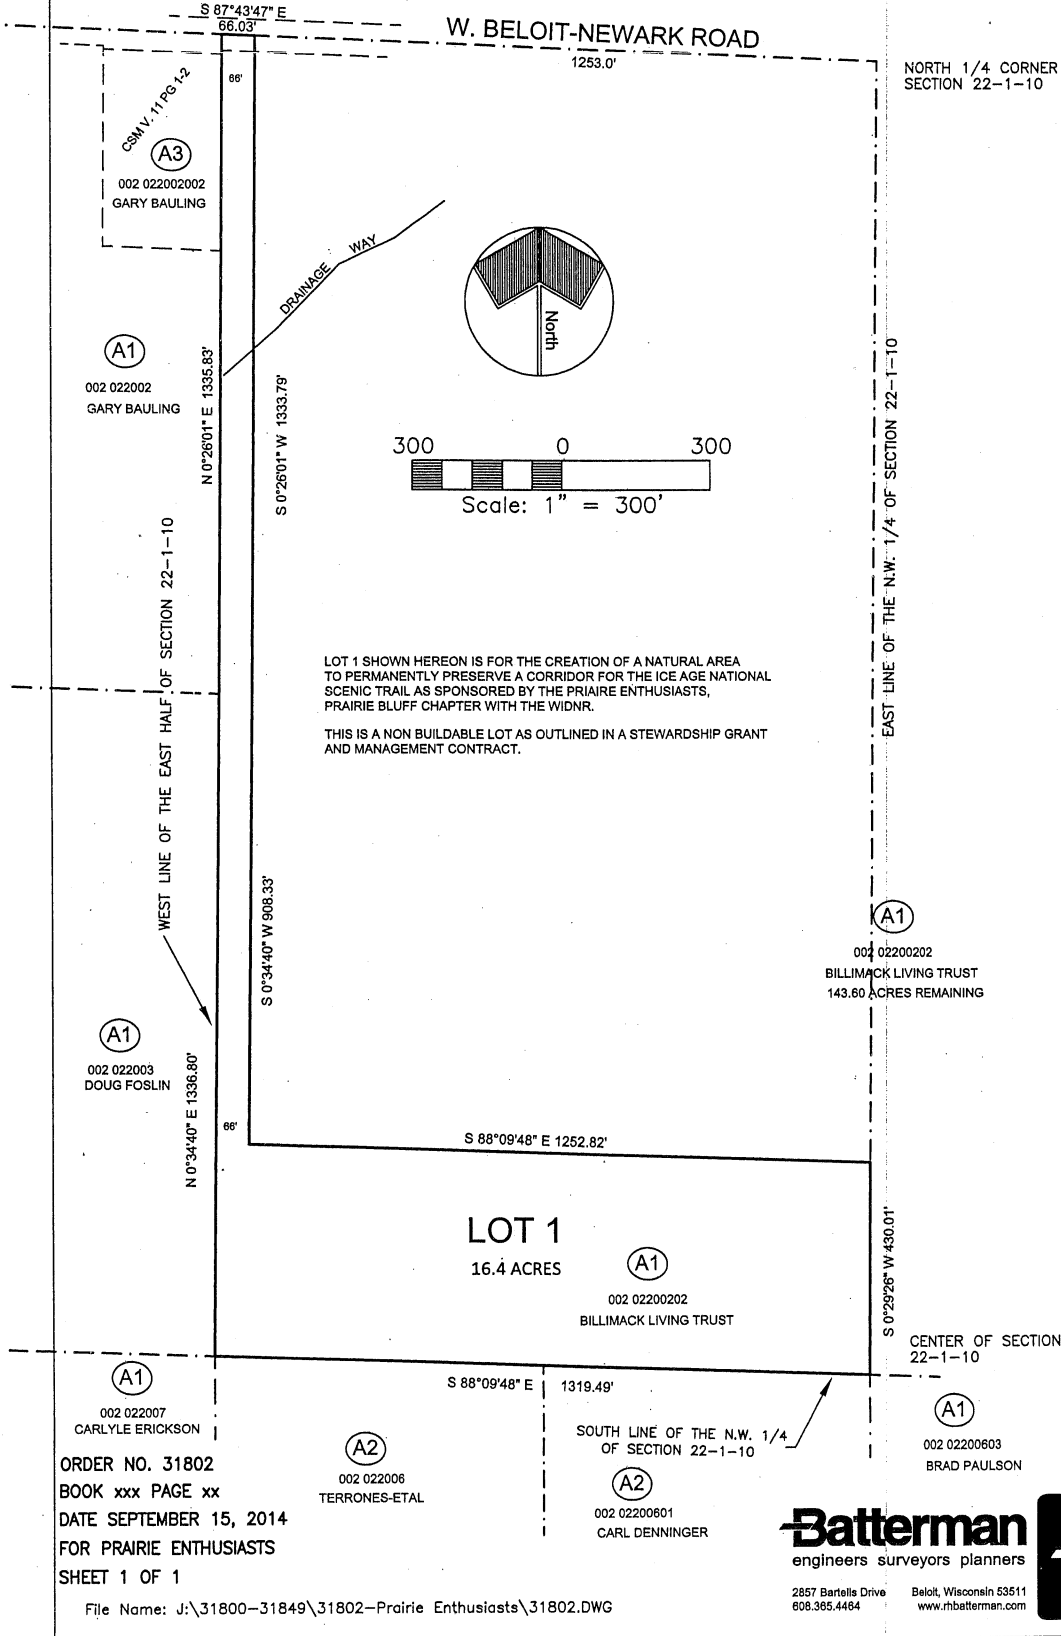 S 87°43'47" E
66.03'
W. BELOIT-NEWARK ROAD
1253.0'
NORTH 1/4 CORNER
SECTION 22-1-10
66'
CSM V. 11 PG 1-2
A3
002 022002002
GARY BAULING
DRAINAGE WAY
North
A1
002 022002
GARY BAULING
N 0°26'01" E 1335.83'
S 0°26'01" W 1333.79'
300 0 300
Scale: 1" = 300'
EAST LINE OF THE N.W. 1/4 OF SECTION 22-1-10
WEST LINE OF THE EAST HALF OF SECTION 22-1-10
LOT 1 SHOWN HEREON IS FOR THE CREATION OF A NATURAL AREA
TO PERMANENTLY PRESERVE A CORRIDOR FOR THE ICE AGE NATIONAL
SCENIC TRAIL AS SPONSORED BY THE PRIAIRE ENTHUSIASTS,
PRAIRIE BLUFF CHAPTER WITH THE WIDNR.
THIS IS A NON BUILDABLE LOT AS OUTLINED IN A STEWARDSHIP GRANT
AND MANAGEMENT CONTRACT.
S 0°34'40" W 908.33'
A1
002 02200202
BILLIMACK LIVING TRUST
143.60 ACRES REMAINING
A1
002 022003
DOUG FOSLIN
N 0°34'40" E 1336.80'
66'
S 88°09'48" E 1252.82'
LOT 1
16.4 ACRES
A1
002 02200202
BILLIMACK LIVING TRUST
S 0°29'26" W 430.01'
CENTER OF SECTION
22-1-10
S 88°09'48" E 1319.49'
A1
002 022007
CARLYLE ERICKSON
SOUTH LINE OF THE N.W. 1/4
OF SECTION 22-1-10
A1
002 02200603
BRAD PAULSON
A2
002 022006
TERRONES-ETAL
A2
002 02200601
CARL DENNINGER
ORDER NO. 31802
BOOK xxx PAGE xx
DATE SEPTEMBER 15, 2014
FOR PRAIRIE ENTHUSIASTS
SHEET 1 OF 1
File Name: J:\31800-31849\31802-Prairie Enthusiasts\31802.DWG
Batterman
engineers surveyors planners
2857 Bartells Drive Beloit, Wisconsin 53511
608.365.4464 www.rhbatterman.com